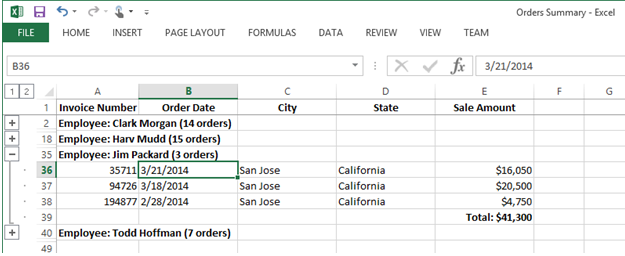 Orders Summary - Excel
FILE HOME INSERT PAGE LAYOUT FORMULAS DATA REVIEW VIEW TEAM
B36 fx 3/21/2014
1 2 A B C D E F G
1 Invoice Number Order Date City State Sale Amount
2 Employee: Clark Morgan (14 orders)
18 Employee: Harv Mudd (15 orders)
35 Employee: Jim Packard (3 orders)
36 35711 3/21/2014 San Jose California $16,050
37 94726 3/18/2014 San Jose California $20,500
38 194877 2/28/2014 San Jose California $4,750
39 Total: $41,300
40 Employee: Todd Hoffman (7 orders)
49